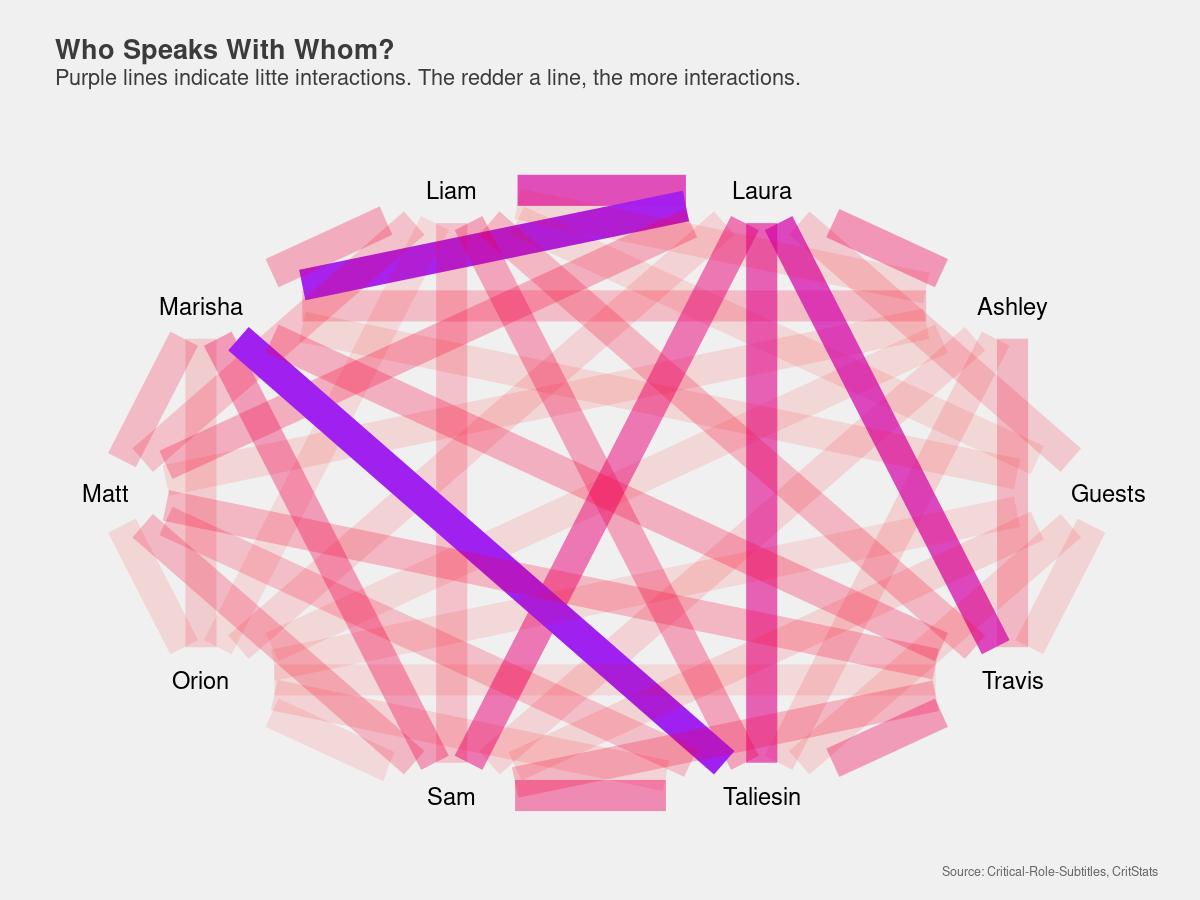 Who Speaks With Whom?
Purple lines indicate litte interactions. The redder a line, the more interactions.
Liam
Laura
Marisha
Ashley
Matt
Guests
Orion
Travis
Sam
Taliesin
Source: Critical-Role-Subtitles, CritStats